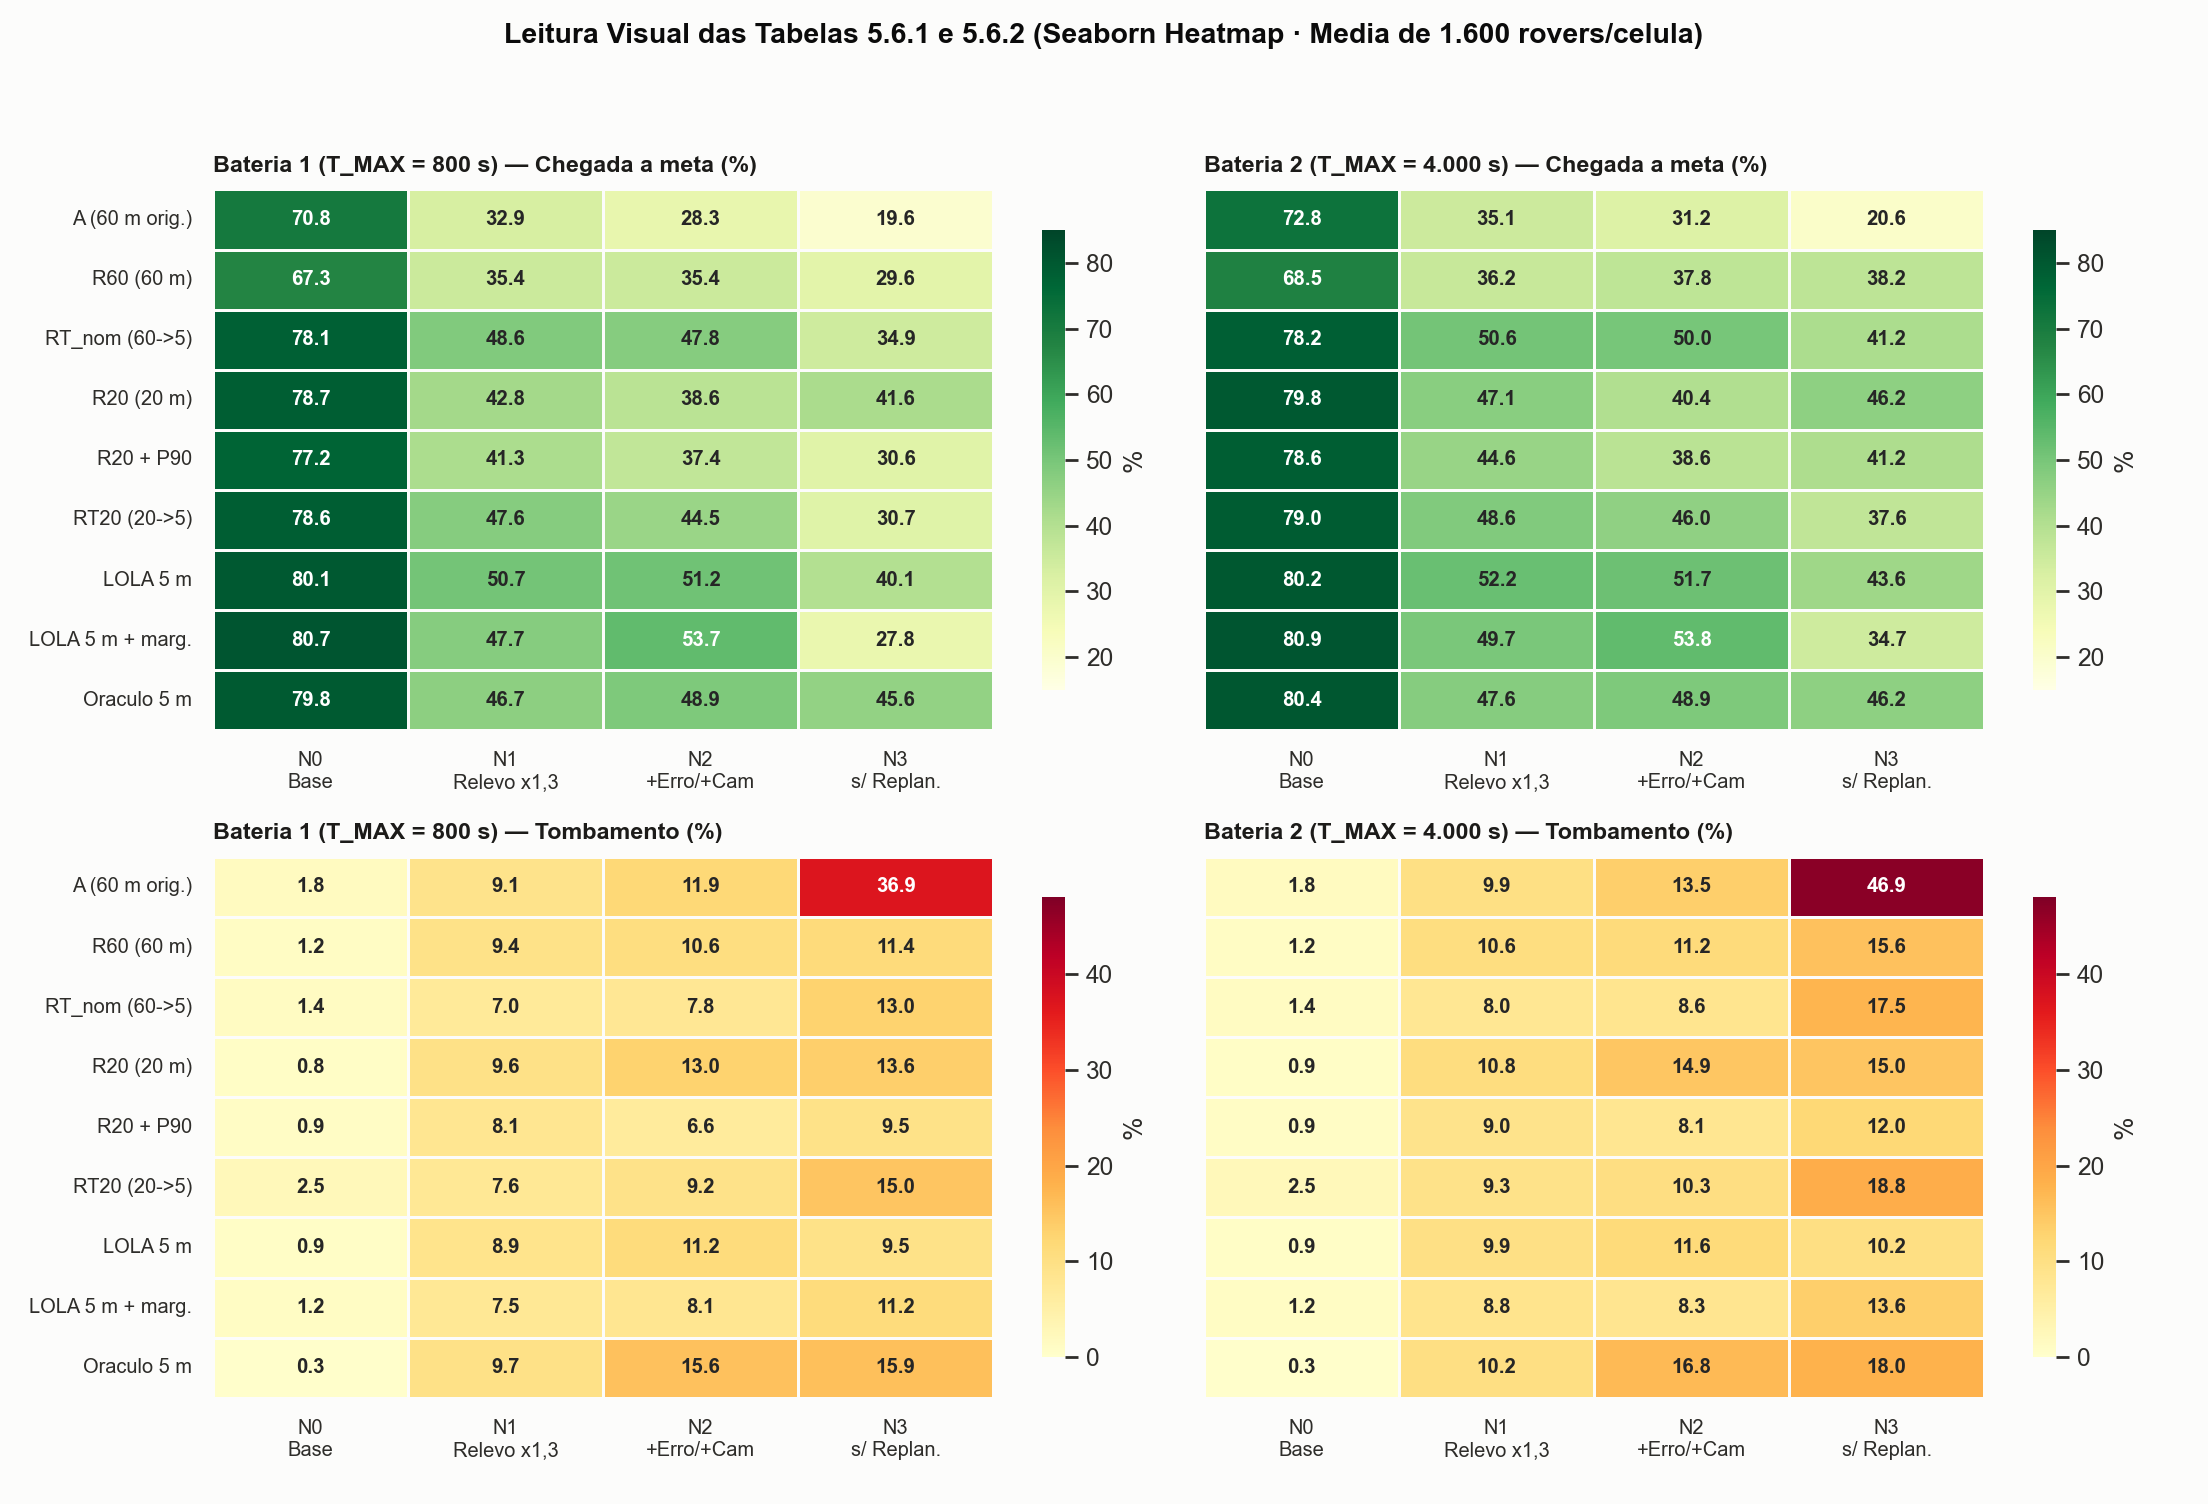 Leitura Visual das Tabelas 5.6.1 e 5.6.2 (Seaborn Heatmap · Media de 1.600 rovers/celula)
Bateria 1 (T_MAX = 800 s) — Chegada a meta (%)
A (60 m orig.) 70.8 32.9 28.3 19.6
R60 (60 m) 67.3 35.4 35.4 29.6
RT_nom (60->5) 78.1 48.6 47.8 34.9
R20 (20 m) 78.7 42.8 38.6 41.6
R20 + P90 77.2 41.3 37.4 30.6
RT20 (20->5) 78.6 47.6 44.5 30.7
LOLA 5 m 80.1 50.7 51.2 40.1
LOLA 5 m + marg. 80.7 47.7 53.7 27.8
Oraculo 5 m 79.8 46.7 48.9 45.6
N0 N1 N2 N3
Base Relevo x1,3 +Erro/+Cam s/ Replan.
80
70
60
50
40
30
20
%
Bateria 2 (T_MAX = 4.000 s) — Chegada a meta (%)
72.8 35.1 31.2 20.6
68.5 36.2 37.8 38.2
78.2 50.6 50.0 41.2
79.8 47.1 40.4 46.2
78.6 44.6 38.6 41.2
79.0 48.6 46.0 37.6
80.2 52.2 51.7 43.6
80.9 49.7 53.8 34.7
80.4 47.6 48.9 46.2
N0 N1 N2 N3
Base Relevo x1,3 +Erro/+Cam s/ Replan.
80
70
60
50
40
30
20
%
Bateria 1 (T_MAX = 800 s) — Tombamento (%)
A (60 m orig.) 1.8 9.1 11.9 36.9
R60 (60 m) 1.2 9.4 10.6 11.4
RT_nom (60->5) 1.4 7.0 7.8 13.0
R20 (20 m) 0.8 9.6 13.0 13.6
R20 + P90 0.9 8.1 6.6 9.5
RT20 (20->5) 2.5 7.6 9.2 15.0
LOLA 5 m 0.9 8.9 11.2 9.5
LOLA 5 m + marg. 1.2 7.5 8.1 11.2
Oraculo 5 m 0.3 9.7 15.6 15.9
N0 N1 N2 N3
Base Relevo x1,3 +Erro/+Cam s/ Replan.
40
30
20
10
0
%
Bateria 2 (T_MAX = 4.000 s) — Tombamento (%)
1.8 9.9 13.5 46.9
1.2 10.6 11.2 15.6
1.4 8.0 8.6 17.5
0.9 10.8 14.9 15.0
0.9 9.0 8.1 12.0
2.5 9.3 10.3 18.8
0.9 9.9 11.6 10.2
1.2 8.8 8.3 13.6
0.3 10.2 16.8 18.0
N0 N1 N2 N3
Base Relevo x1,3 +Erro/+Cam s/ Replan.
40
30
20
10
0
%